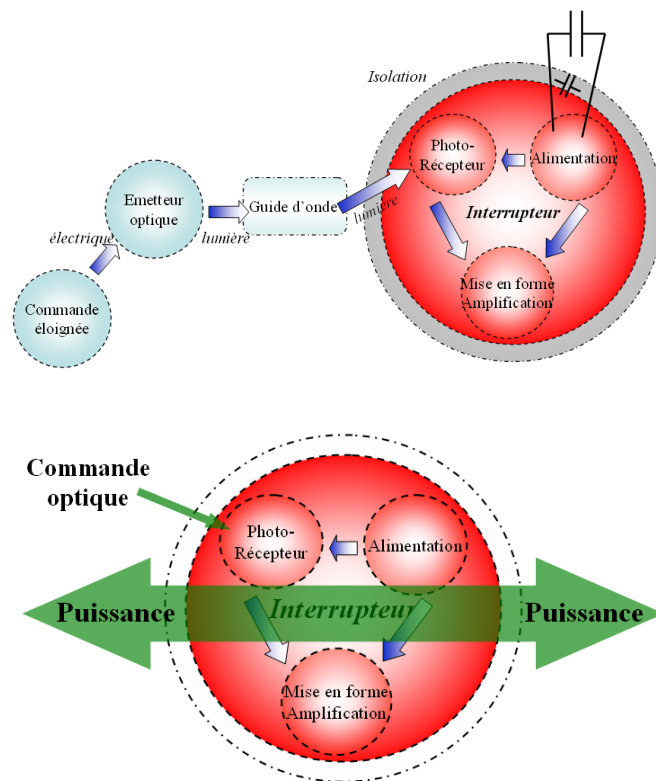 Isolation
Photo-
Récepteur
Alimentation
Emetteur
optique
Guide d'onde
lumière
Interrupteur
électrique
lumière
Mise en forme
Amplification
Commande
éloignée
Commande
optique
Photo-
Récepteur
Alimentation
Puissance
Interrupteur
Puissance
Mise en forme
Amplification